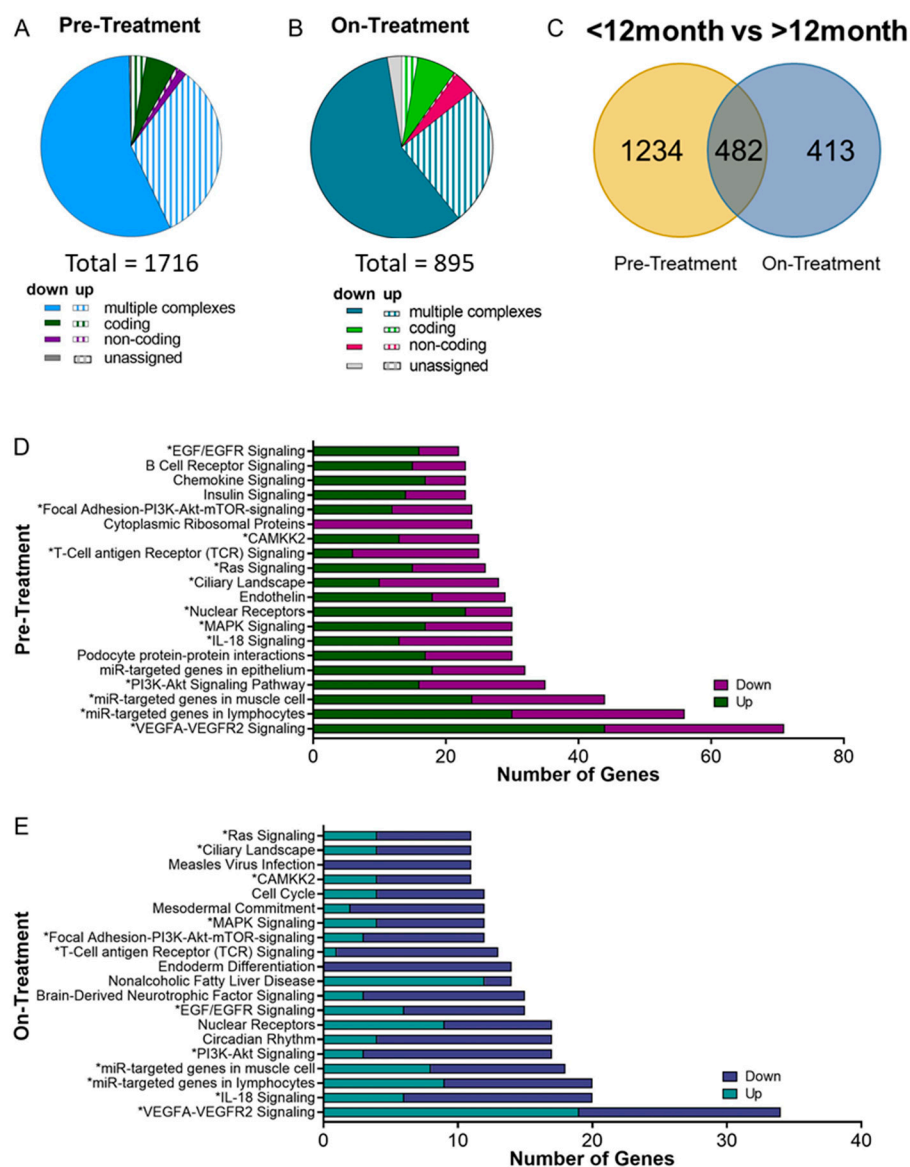 A Pre-Treatment
B On-Treatment
C <12month vs >12month
1234 482 413
Pre-Treatment On-Treatment
Total = 1716
down up
multiple complexes
coding
non-coding
unassigned
Total = 895
down up
multiple complexes
coding
non-coding
unassigned
D
Pre-Treatment
*EGF/EGFR Signaling
B Cell Receptor Signaling
Chemokine Signaling
Insulin Signaling
*Focal Adhesion-PI3K-Akt-mTOR-signaling
Cytoplasmic Ribosomal Proteins
*CAMKK2
*T-Cell antigen Receptor (TCR) Signaling
*Ras Signaling
*Ciliary Landscape
Endothelin
*Nuclear Receptors
*MAPK Signaling
*IL-18 Signaling
Podocyte protein-protein interactions
miR-targeted genes in epithelium
*PI3K-Akt Signaling Pathway
*miR-targeted genes in muscle cell
*miR-targeted genes in lymphocytes
*VEGFA-VEGFR2 Signaling
Down
Up
0 20 40 60 80
Number of Genes
E
On-Treatment
*Ras Signaling
*Ciliary Landscape
Measles Virus Infection
*CAMKK2
Cell Cycle
Mesodermal Commitment
*MAPK Signaling
*Focal Adhesion-PI3K-Akt-mTOR-signaling
*T-Cell antigen Receptor (TCR) Signaling
Endoderm Differentiation
Nonalcoholic Fatty Liver Disease
Brain-Derived Neurotrophic Factor Signaling
*EGF/EGFR Signaling
Nuclear Receptors
Circadian Rhythm
*PI3K-Akt Signaling
*miR-targeted genes in muscle cell
*miR-targeted genes in lymphocytes
*IL-18 Signaling
*VEGFA-VEGFR2 Signaling
Down
Up
0 10 20 30 40
Number of Genes